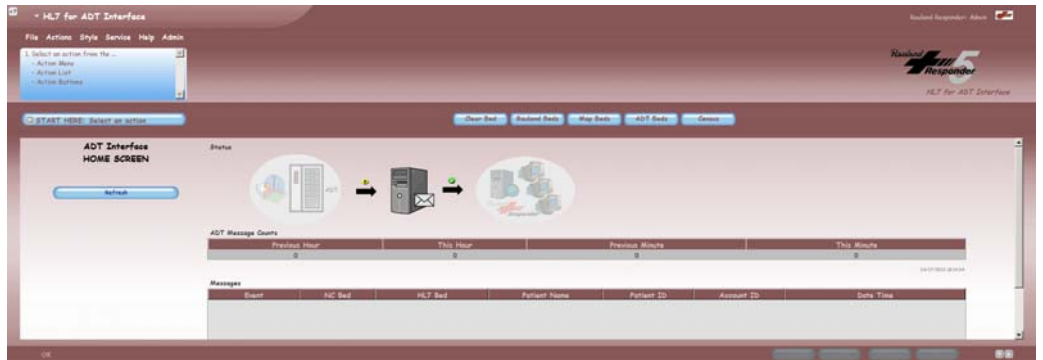 HL7 for ADT Interface
Rauland Responder: Admin
File Actions Style Service Help Admin
1. Select an action from the ...
- Action Menu
- Action List
- Action Buttons
Rauland
Responder 5
HL7 for ADT Interface
START HERE: Select an action
Clear Bed Rauland Beds Map Beds ADT Beds Census
ADT Interface
HOME SCREEN
Refresh
Status
ADT
Responder
ADT Message Counts
Previous Hour This Hour Previous Minute This Minute
0 0 0 0
Messages
Event NC Bed HL7 Bed Patient Name Patient ID Account ID Date Time
OK